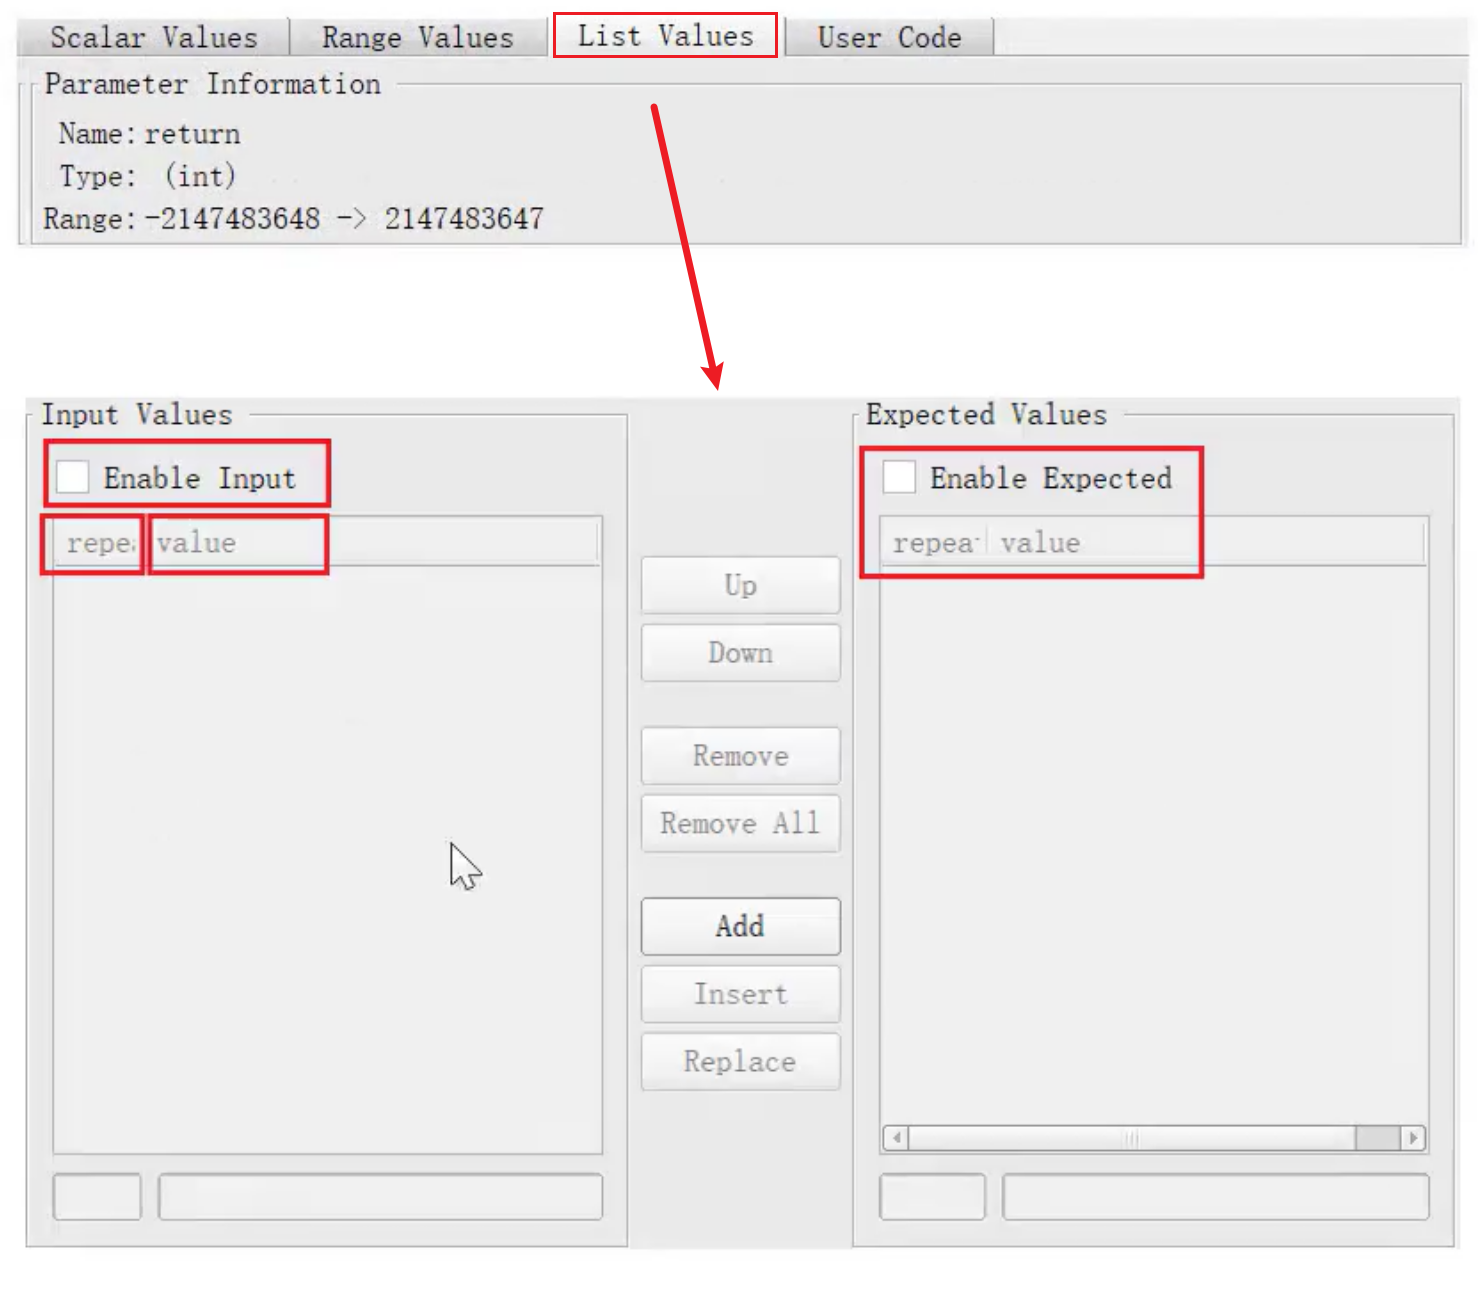 Scalar Values Range Values List Values User Code
Parameter Information
Name: return
Type: (int)
Range: -2147483648 -> 2147483647
Input Values
Enable Input
repea value
Up
Down
Remove
Remove All
Add
Insert
Replace
Expected Values
Enable Expected
repea value